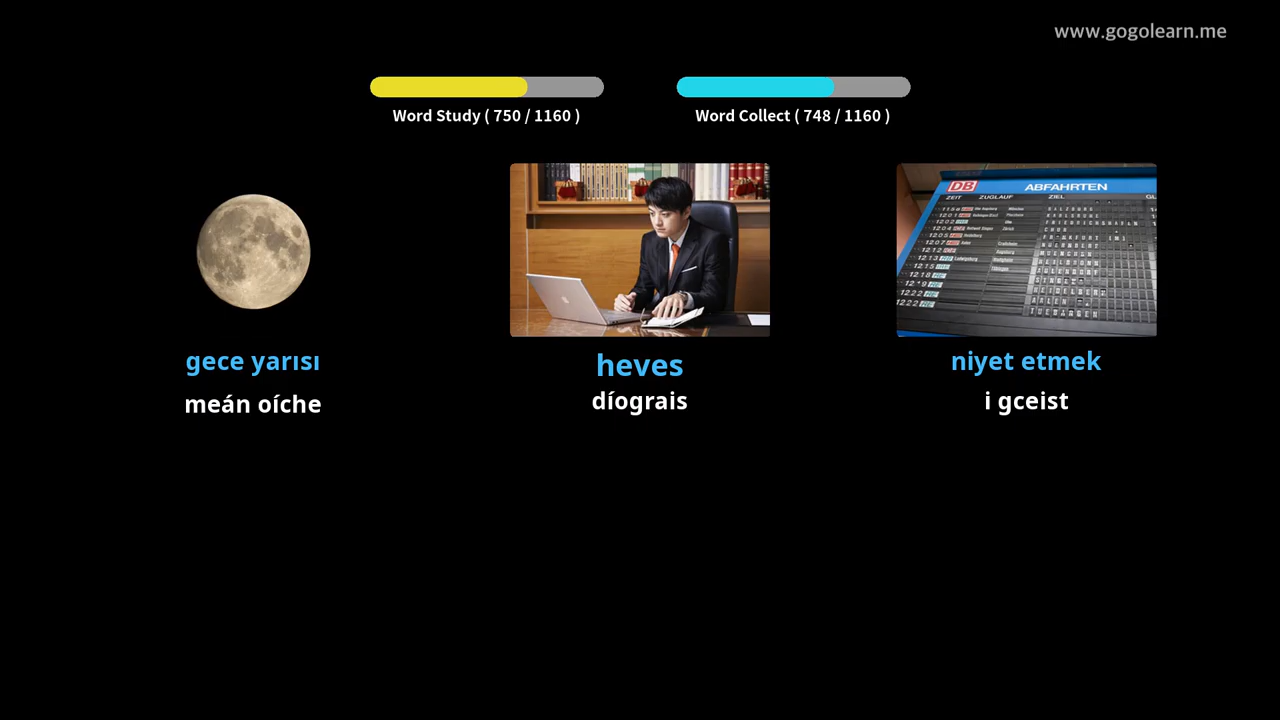 www.gogolearn.me
Word Study ( 750 / 1160 )
Word Collect ( 748 / 1160 )
DB
ABFAHRTEN
ZEIT ZUGLAUF ZIEL
gece yarısı
meán oíche
heves
díograis
niyet etmek
i gceist